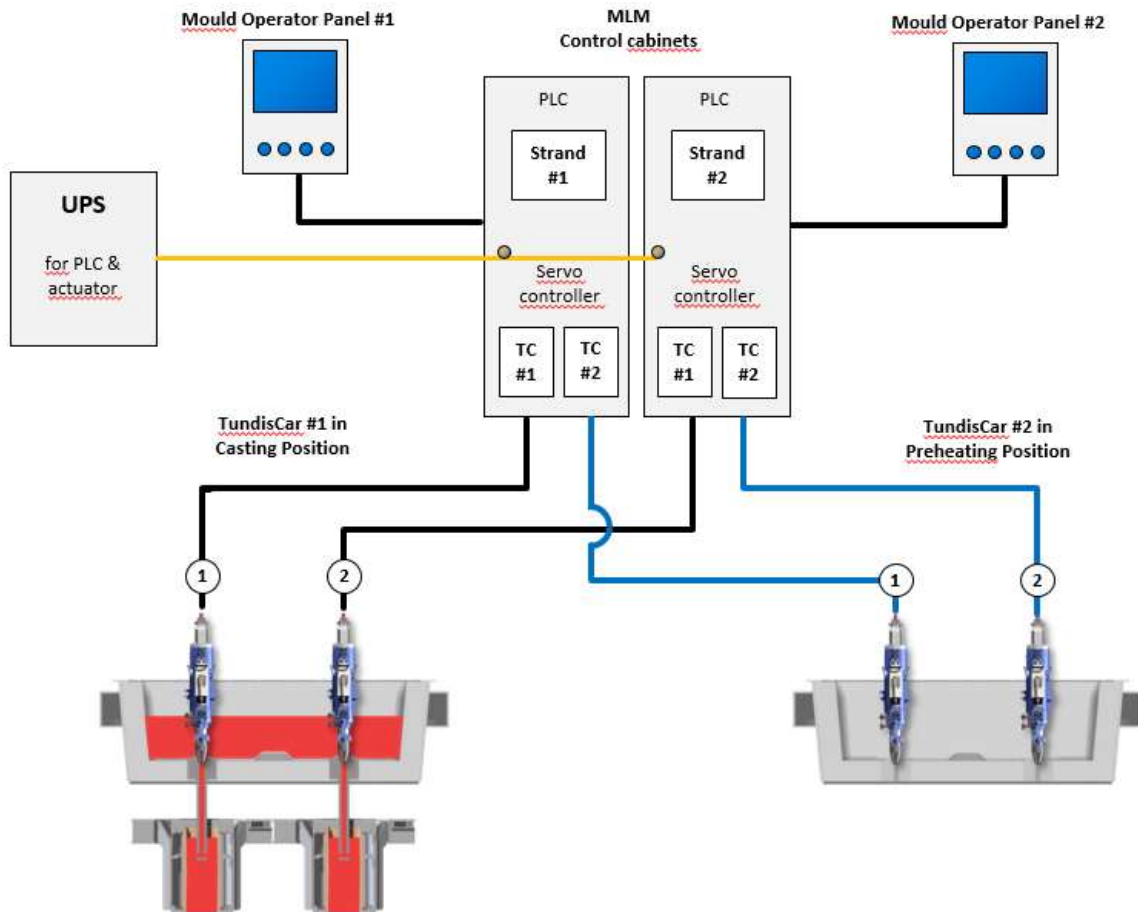 Mould Operator Panel #1
MLM
Control cabinets
Mould Operator Panel #2
PLC
Strand
#1
PLC
Strand
#2
UPS
for PLC &
actuator
Servo
controller
Servo
controller
TC
#1
TC
#2
TC
#1
TC
#2
TundisCar #1 in
Casting Position
TundisCar #2 in
Preheating Position
1
2
1
2